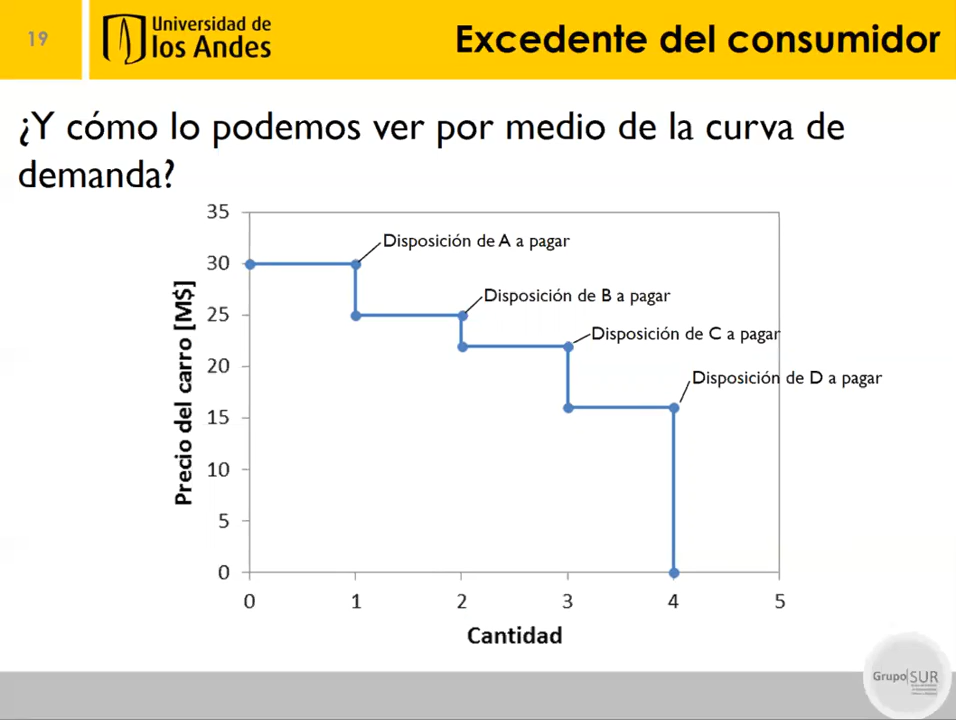 19
Universidad de
los Andes
Excedente del consumidor
¿Y cómo lo podemos ver por medio de la curva de
demanda?
35
30
25
20
15
10
5
0
Precio del carro [M$]
Disposición de A a pagar
Disposición de B a pagar
Disposición de C a pagar
Disposición de D a pagar
0 1 2 3 4 5
Cantidad
Grupo|SUR